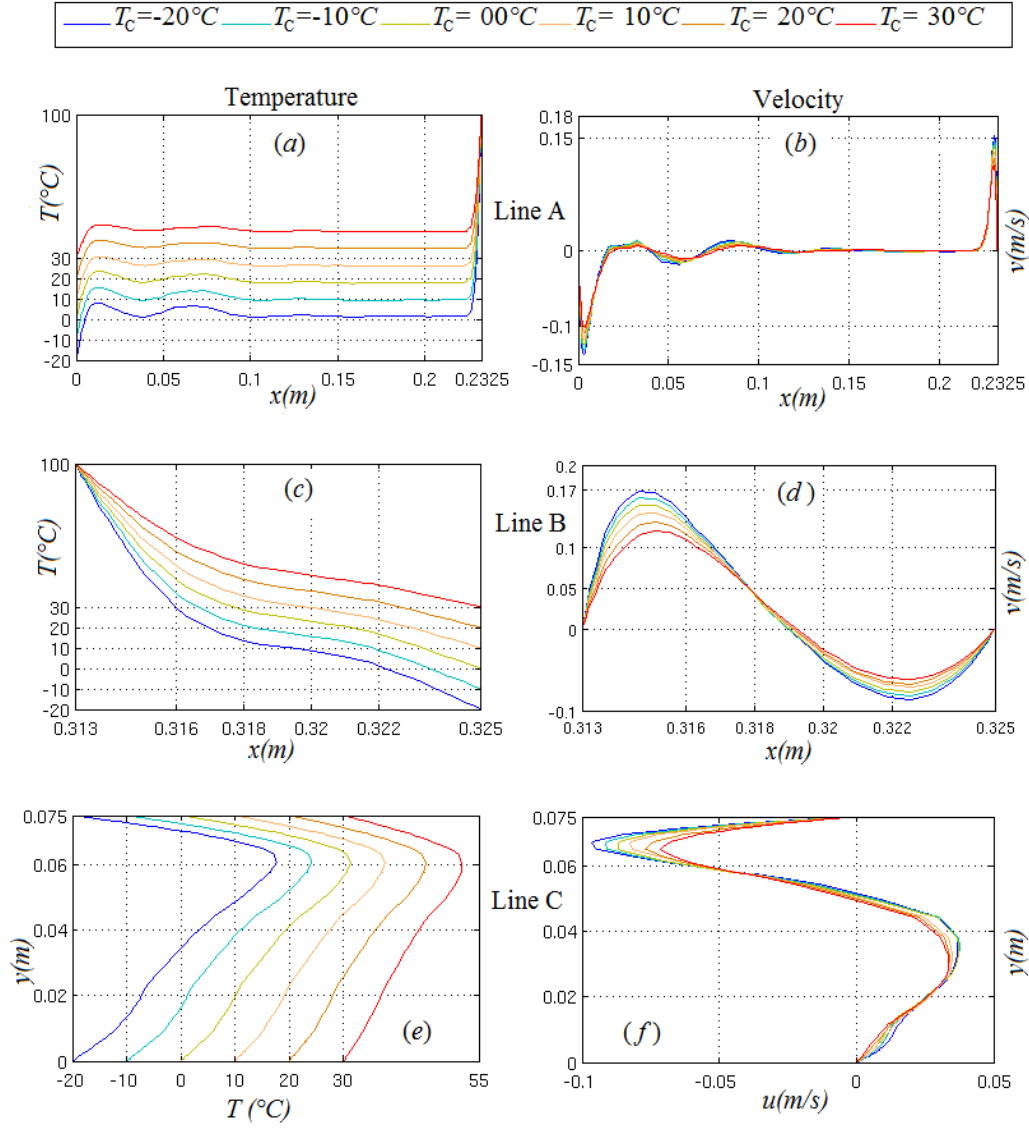 T_C=-20°C T_C=-10°C T_C= 00°C T_C= 10°C T_C= 20°C T_C= 30°C
Temperature
Velocity
(a)
T(°C)
100
30
20
10
0
-10
-20
0 0.05 0.1 0.15 0.2 0.2325
x(m)
Line A
(b)
v(m/s)
0.18
0.15
0
-0.1
-0.15
0 0.05 0.1 0.15 0.2 0.2325
x(m)
(c)
T(°C)
100
30
20
10
0
-10
-20
0.313 0.316 0.318 0.32 0.322 0.325
x(m)
Line B
(d)
v(m/s)
0.2
0.17
0.1
0.05
0
-0.1
0.313 0.316 0.318 0.32 0.322 0.325
x(m)
(e)
y(m)
0.075
0.06
0.04
0.02
0
-20 -10 0 10 20 30 55
T (°C)
Line C
(f)
y(m)
0.075
0.06
0.04
0.02
0
-0.1 -0.05 0 0.05
u(m/s)